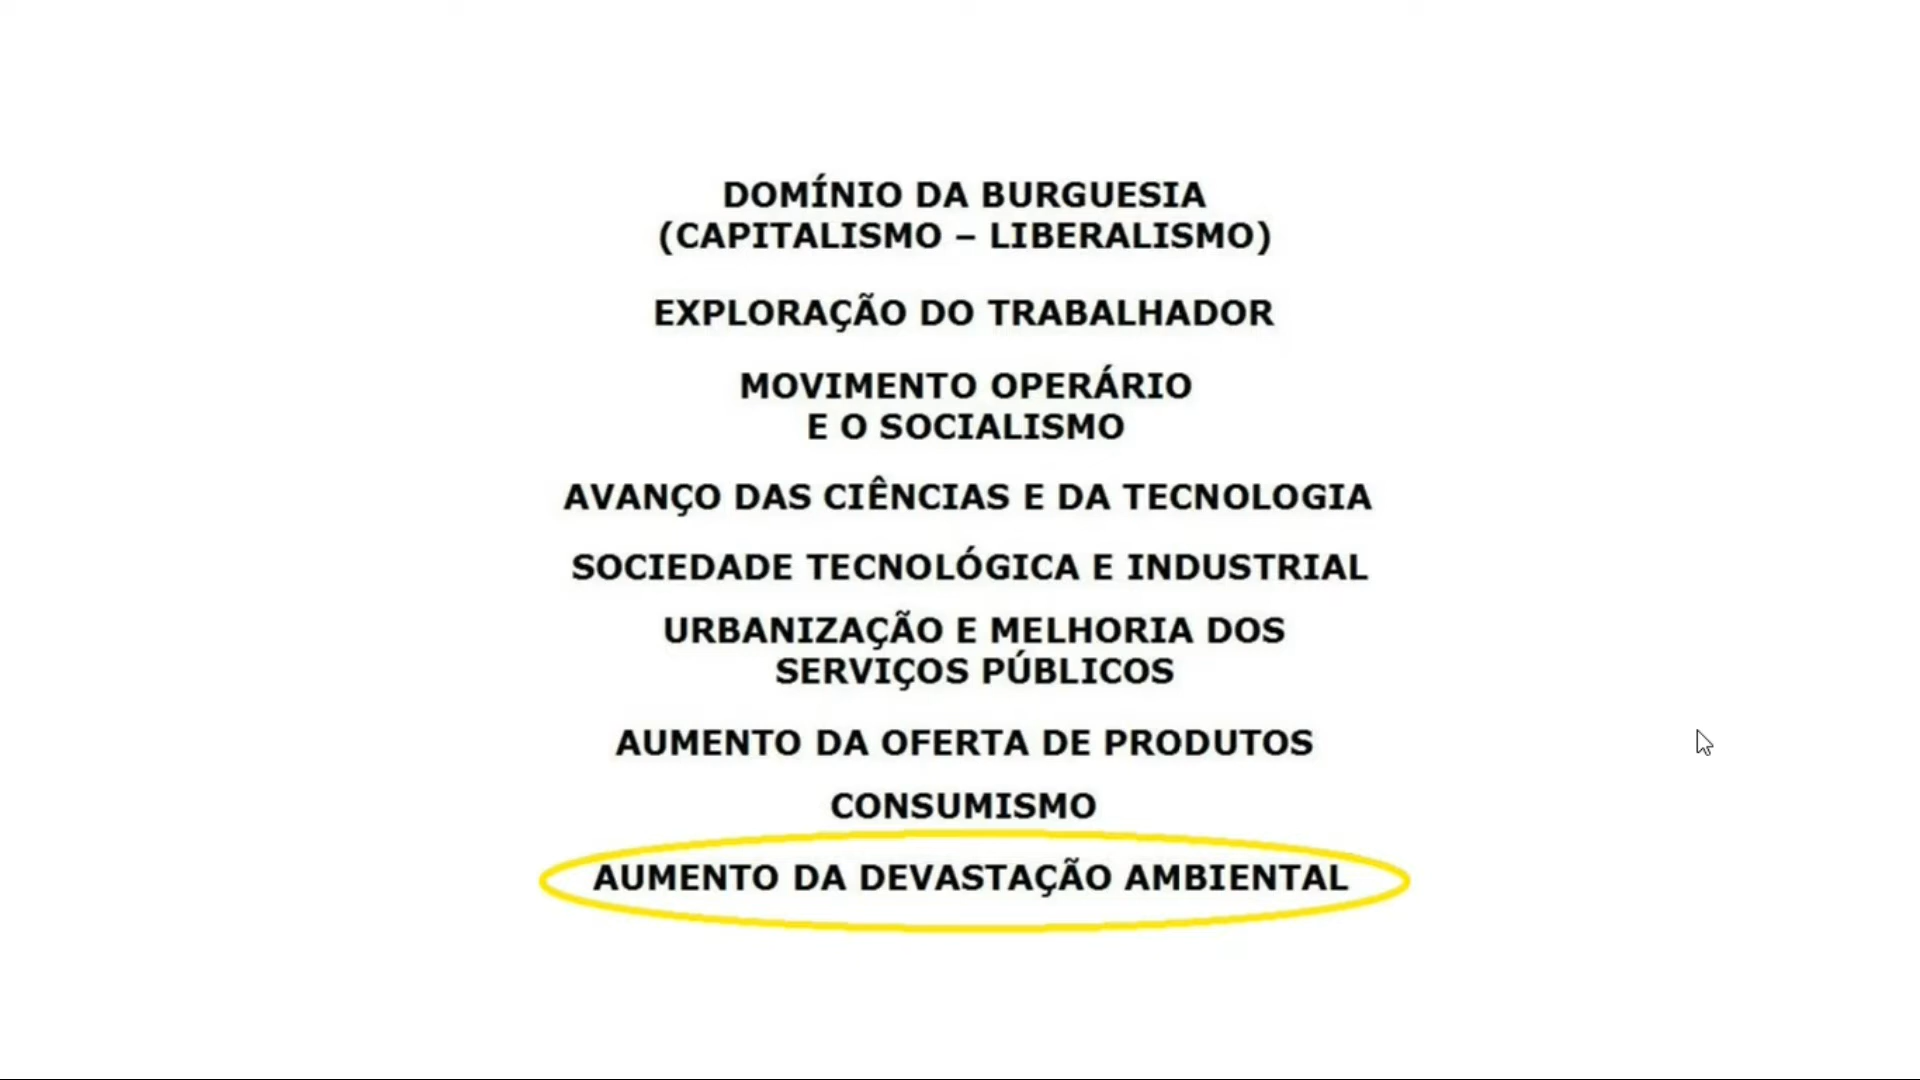 DOMÍNIO DA BURGUESIA
(CAPITALISMO – LIBERALISMO)
EXPLORAÇÃO DO TRABALHADOR
MOVIMENTO OPERÁRIO
E O SOCIALISMO
AVANÇO DAS CIÊNCIAS E DA TECNOLOGIA
SOCIEDADE TECNOLÓGICA E INDUSTRIAL
URBANIZAÇÃO E MELHORIA DOS
SERVIÇOS PÚBLICOS
AUMENTO DA OFERTA DE PRODUTOS
CONSUMISMO
AUMENTO DA DEVASTAÇÃO AMBIENTAL